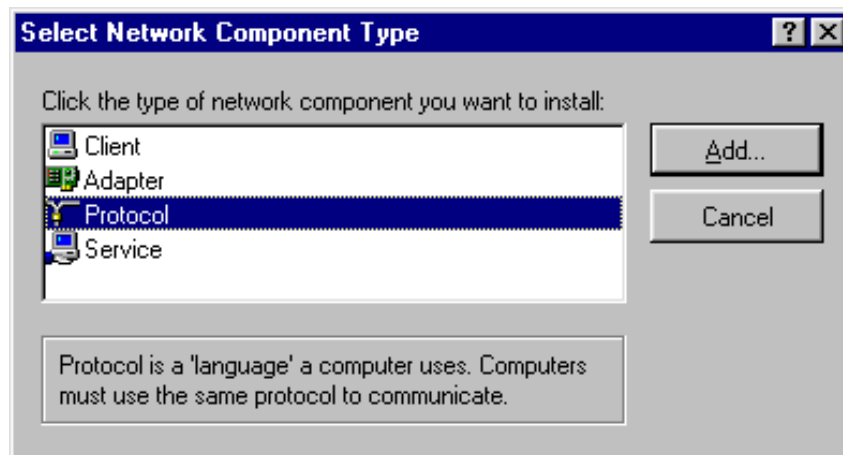 Select Network Component Type
Click the type of network component you want to install:
Client
Adapter
Protocol
Service
Add...
Cancel
Protocol is a 'language' a computer uses. Computers
must use the same protocol to communicate.